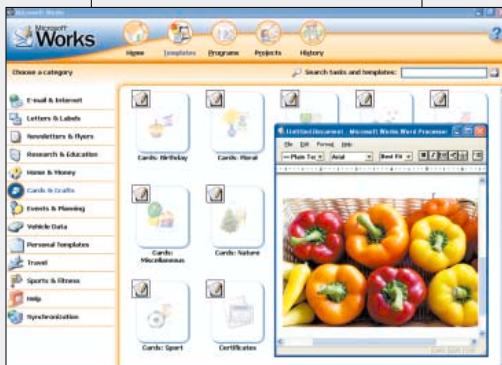 Microsoft Works
Microsoft
Works
Home Templates Programs Projects History
Choose a category
Search tasks and templates:
E-mail & Internet
Letters & Labels
Newsletters & Flyers
Research & Education
Home & Money
Cards & Crafts
Events & Planning
Vehicle Data
Personal Templates
Travel
Sports & Fitness
Help
Synchronization
Cards: Birthday
Cards: Floral
Cards: Miscellaneous
Cards: Nature
Cards: Sport
Certificates
Untitled Document - Microsoft Works Word Processor
File Edit Format Help
Plain Tex Arial Best Fit B I U